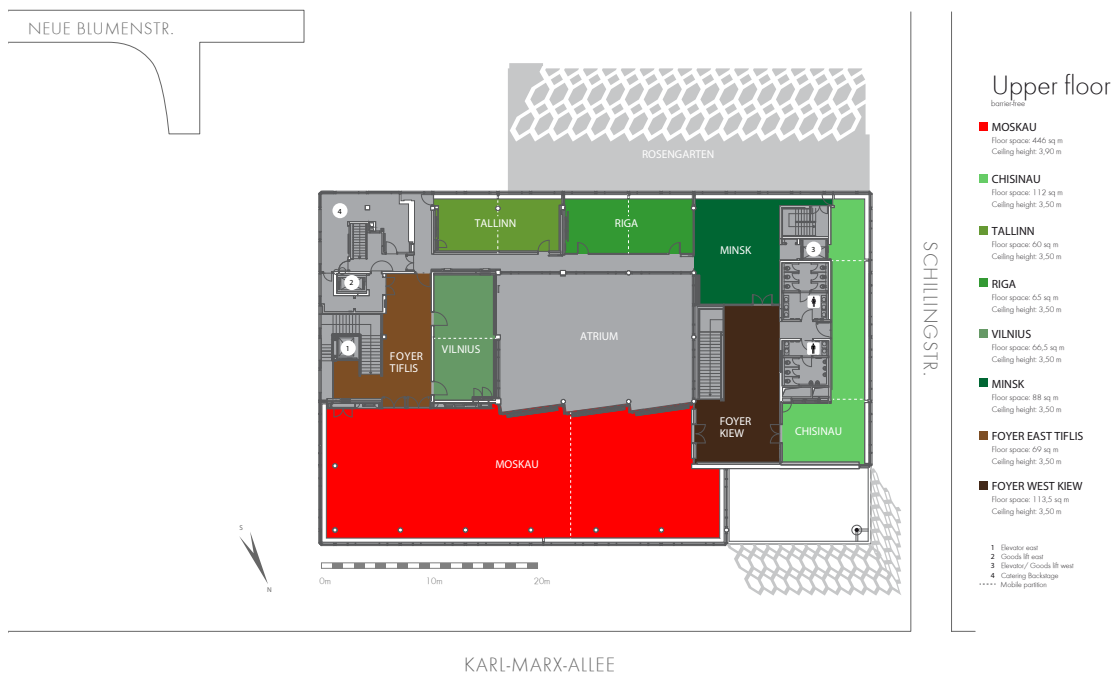 NEUE BLUMENSTR.
ROSENGARTEN
4
TALLINN
RIGA
MINSK
3
2
ATRIUM
1
FOYER
TIFLIS
VILNIUS
FOYER
KIEW
CHISINAU
MOSKAU
SCHILLINGSTR.
S
N
0m
10m
20m
KARL-MARX-ALLEE
Upper floor
barrier-free
MOSKAU
Floor space: 446 sq m
Ceiling height: 3,90 m
CHISINAU
Floor space: 112 sq m
Ceiling height: 3,50 m
TALLINN
Floor space: 60 sq m
Ceiling height: 3,50 m
RIGA
Floor space: 65 sq m
Ceiling height: 3,50 m
VILNIUS
Floor space: 66,5 sq m
Ceiling height: 3,50 m
MINSK
Floor space: 88 sq m
Ceiling height: 3,50 m
FOYER EAST TIFLIS
Floor space: 69 sq m
Ceiling height: 3,50 m
FOYER WEST KIEW
Floor space: 113,5 sq m
Ceiling height: 3,50 m
1 Elevator east
2 Goods lift east
3 Elevator/ Goods lift west
4 Catering Backstage
Mobile partition